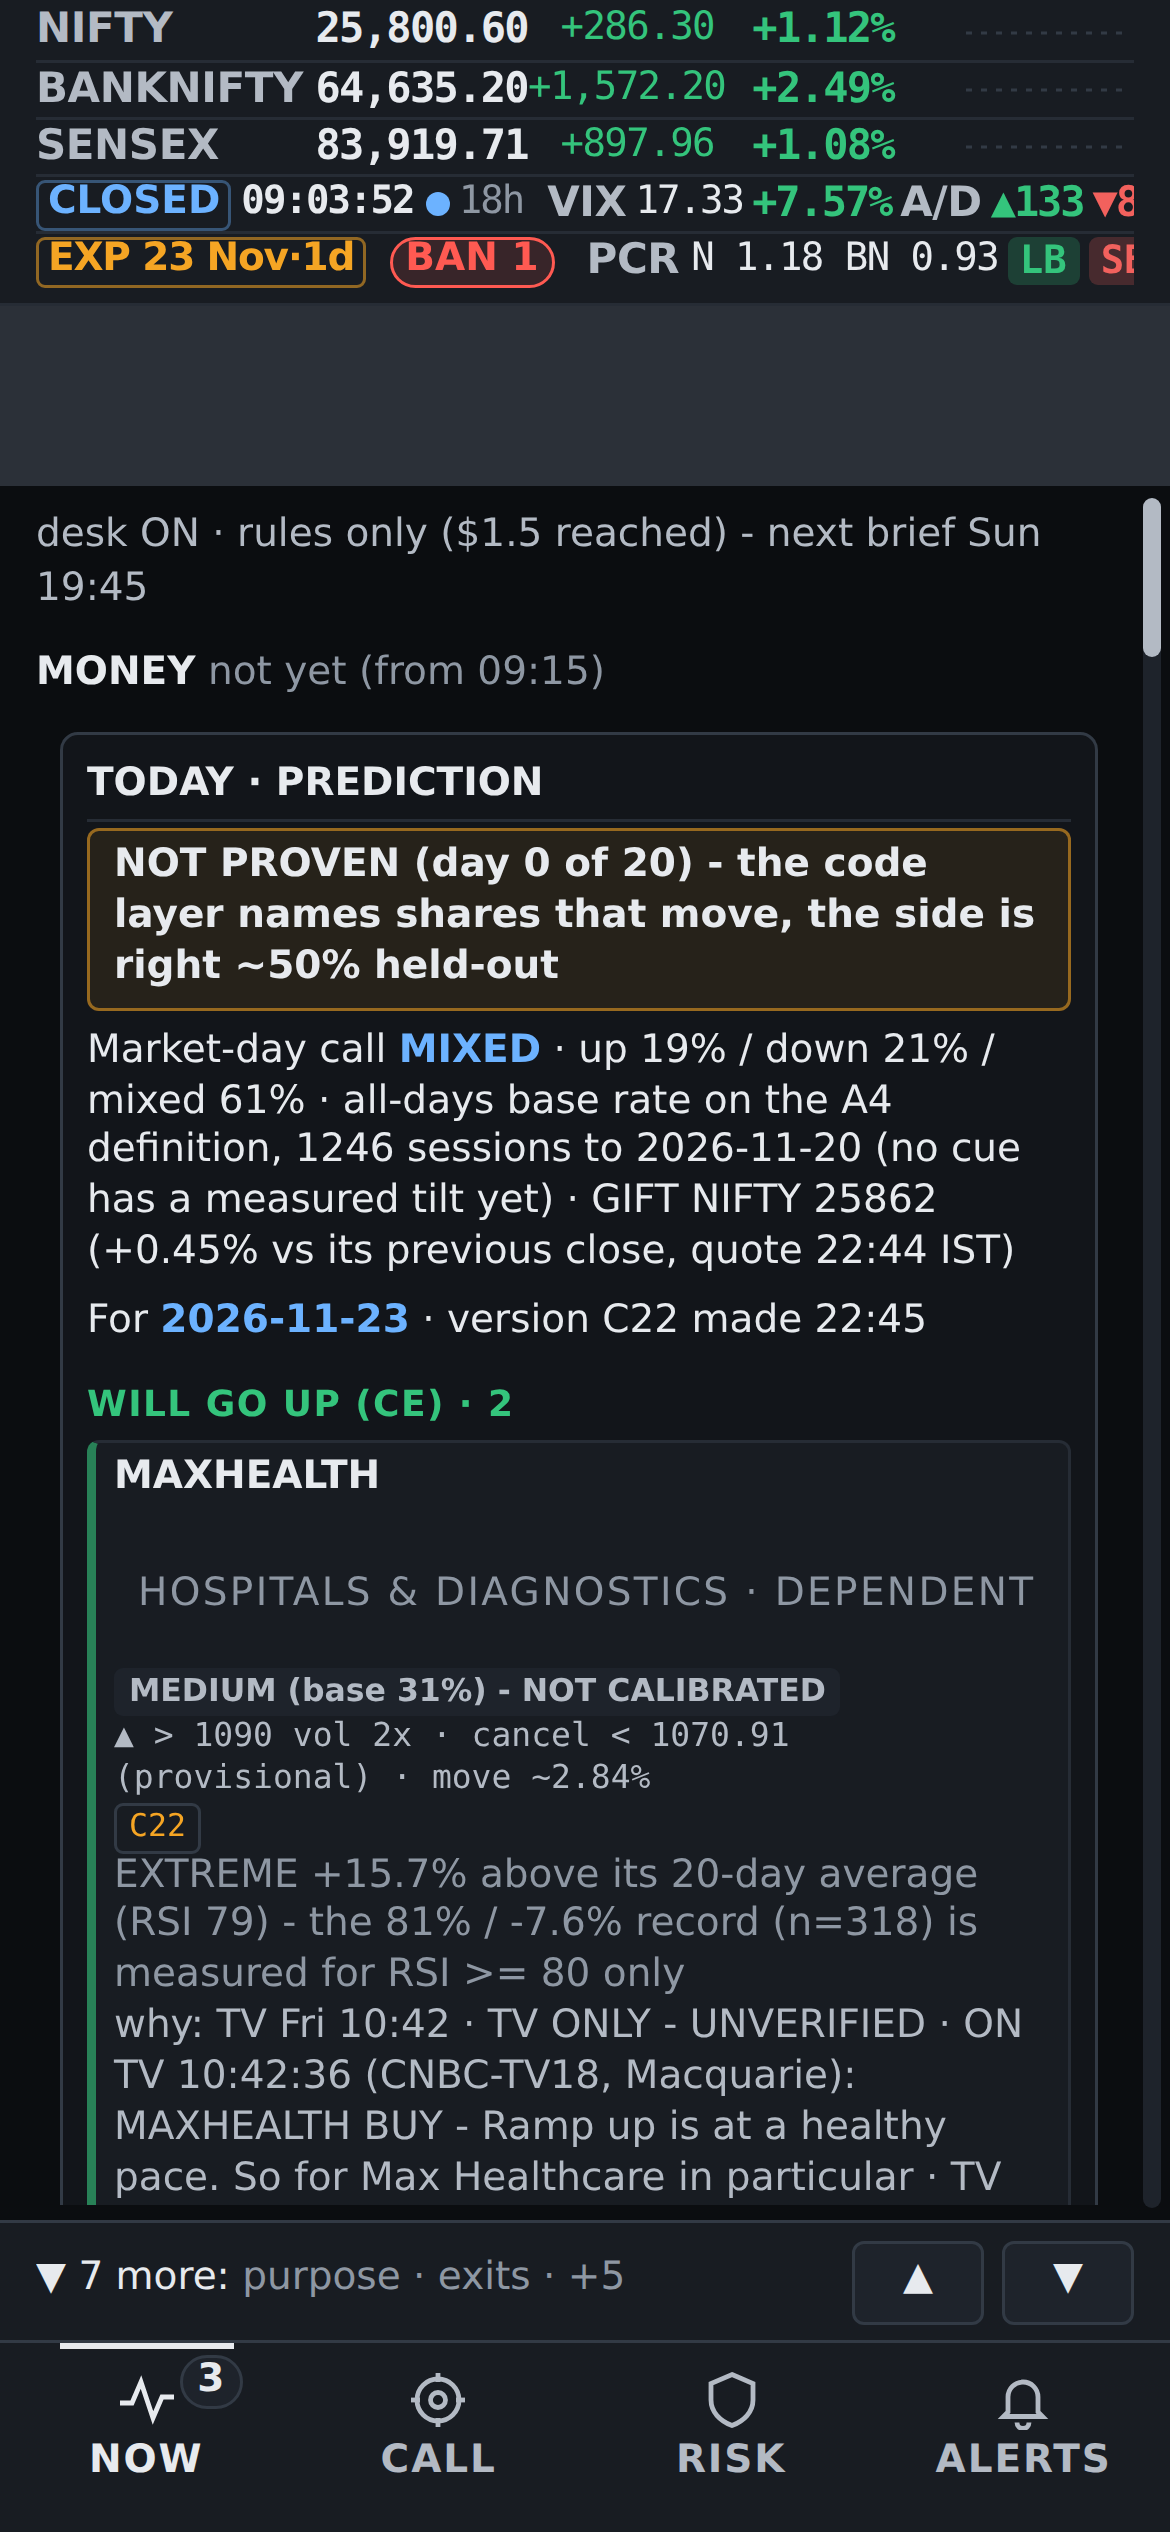 NIFTY 25,800.60 +286.30 +1.12%
BANKNIFTY 64,635.20 +1,572.20 +2.49%
SENSEX 83,919.71 +897.96 +1.08%
CLOSED 09:03:52 ● 18h VIX 17.33 +7.57% A/D ▲133 ▼8
EXP 23 Nov·1d BAN 1 PCR N 1.18 BN 0.93 LB
desk ON · rules only ($1.5 reached) - next brief Sun
19:45
MONEY not yet (from 09:15)
TODAY · PREDICTION
NOT PROVEN (day 0 of 20) - the code
layer names shares that move, the side is
right ~50% held-out
Market-day call MIXED · up 19% / down 21% /
mixed 61% · all-days base rate on the A4
definition, 1246 sessions to 2026-11-20 (no cue
has a measured tilt yet) · GIFT NIFTY 25862
(+0.45% vs its previous close, quote 22:44 IST)
For 2026-11-23 · version C22 made 22:45
WILL GO UP (CE) · 2
MAXHEALTH
HOSPITALS & DIAGNOSTICS · DEPENDENT
MEDIUM (base 31%) - NOT CALIBRATED
▲ > 1090 vol 2x · cancel < 1070.91
(provisional) · move ~2.84%
C22
EXTREME +15.7% above its 20-day average
(RSI 79) - the 81% / -7.6% record (n=318) is
measured for RSI >= 80 only
why: TV Fri 10:42 · TV ONLY - UNVERIFIED · ON
TV 10:42:36 (CNBC-TV18, Macquarie):
MAXHEALTH BUY - Ramp up is at a healthy
pace. So for Max Healthcare in particular · TV
▼ 7 more: purpose · exits · +5
▲ ▼
3
NOW CALL RISK ALERTS